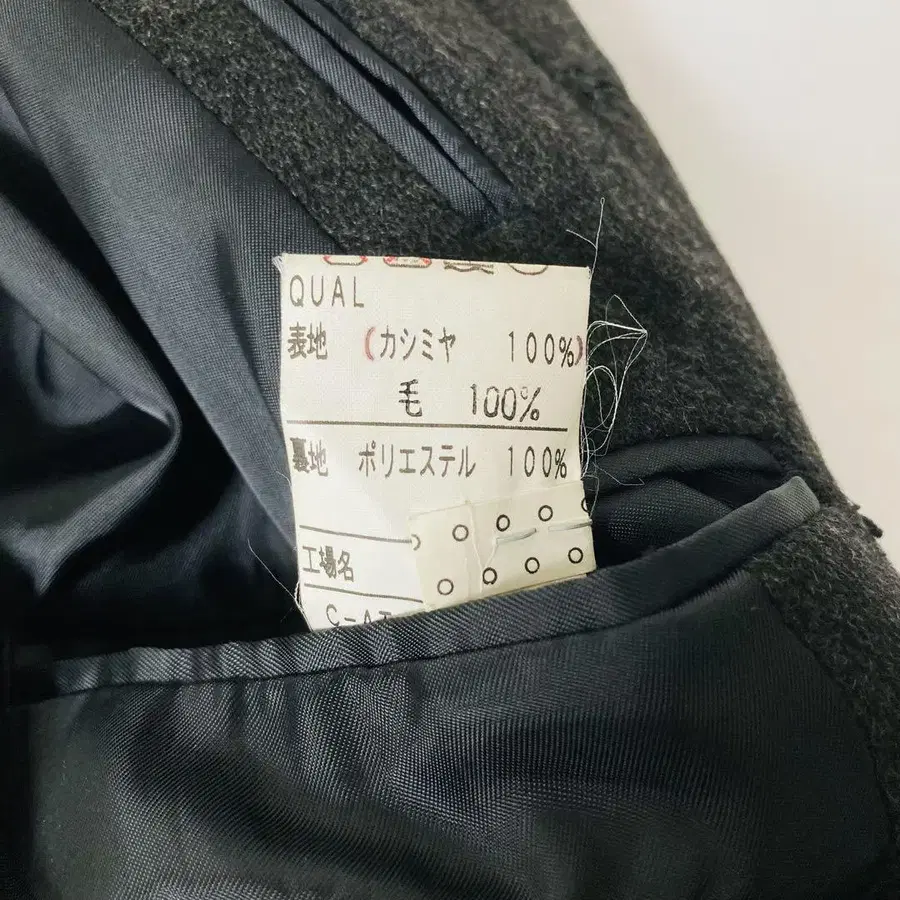 QUAL
表地 (カシミヤ 100%)
毛 100%
裏地 ポリエステル 100%
工場名